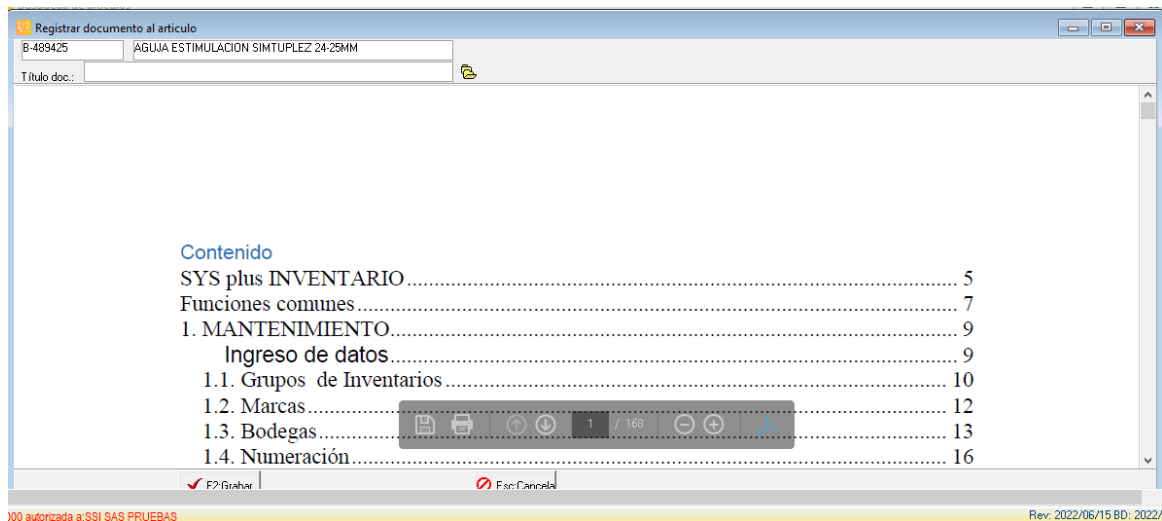 Registrar documento al articulo
B-489425 AGUJA ESTIMULACION SIMTUPLEZ 24-25MM
Título doc.:
Contenido
SYS plus INVENTARIO 5
Funciones comunes 7
1. MANTENIMIENTO 9
Ingreso de datos 9
1.1. Grupos de Inventarios 10
1.2. Marcas 12
1.3. Bodegas 13
1 / 168
1.4. Numeración 16
F2:Grabar Esc:Cancela
000 autorizada a:SSI SAS PRUEBAS Rev: 2022/06/15 BD: 2022/